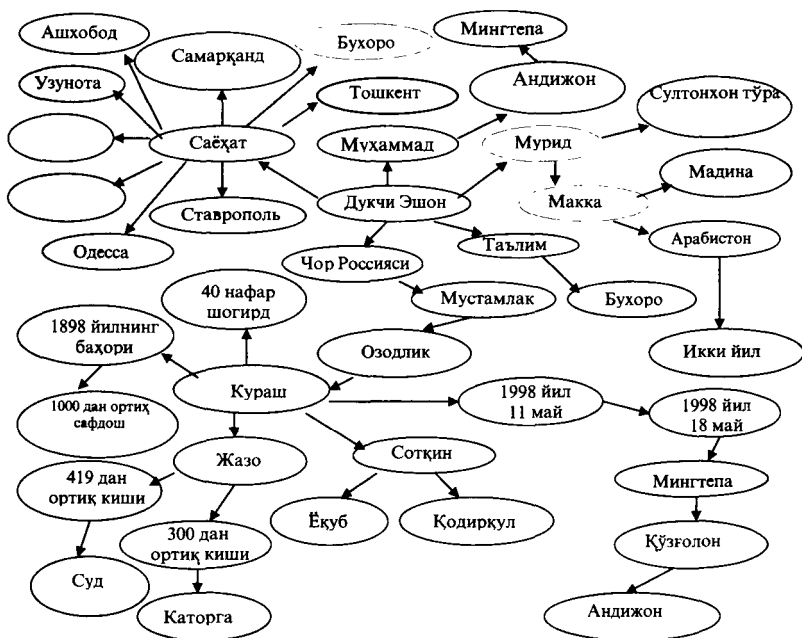 Ашхобод
Самарқанд
Бухоро
Мингтепа
Узунота
Тошкент
Андижон
Султонхон тўра
Саёҳат
Муҳаммад
Мурид
Мадина
Дукчи Эшон
Макка
Ставрополь
Одесса
Таълим
Арабистон
Чор Россияси
40 нафар
шогирд
Мустамлак
Бухоро
1898 йилнинг
баҳори
Озодлик
Икки йил
Кураш
1998 йил
11 май
1998 йил
18 май
1000 дан ортиҳ
сафдош
Жазо
Соткин
419 дан
ортиқ киши
Мингтепа
Ёқуб
Қодирқул
300 дан
ортиқ киши
Қўзғолон
Суд
Каторга
Андижон